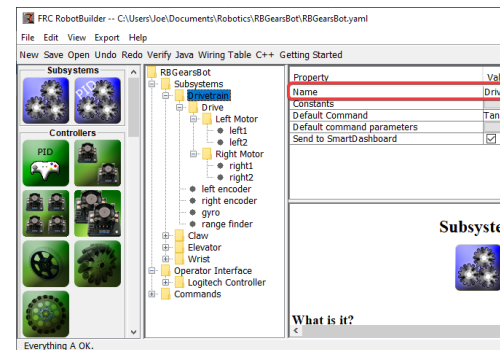 FRC RobotBuilder -- C:\Users\Joe\Documents\Robotics\RBGearsBot\RBGearsBot.yaml
File Edit View Export Help
New Save Open Undo Redo Verify Java Wiring Table C++ Getting Started
Subsystems
PID
Controllers
PID
RBGearsBot
Subsystems
Drivetrain
Drive
Left Motor
left1
left2
Right Motor
right1
right2
left encoder
right encoder
gyro
range finder
Claw
Elevator
Wrist
Operator Interface
Logitech Controller
Commands
Property Val
Name Driv
Constants
Default Command Tan
Default command parameters
Send to SmartDashboard
Subsyste
What is it?
Everything A OK.